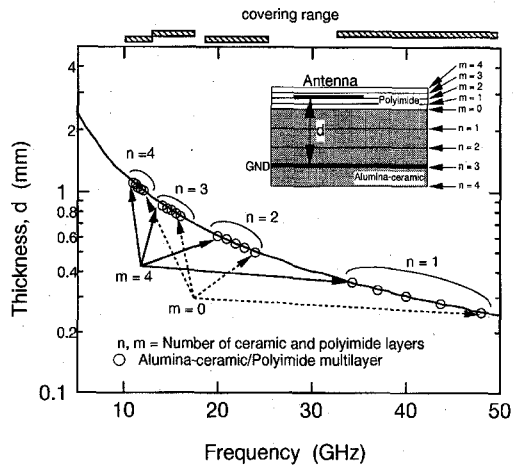 covering range
4
2
1
0.8
0.6
0.4
0.2
0.1
Thickness, d (mm)
10
20
30
40
50
Frequency (GHz)
n=4
n=3
n=2
n=1
m=4
m=0
n, m = Number of ceramic and polyimide layers
Alumina-ceramic/Polyimide multilayer
Antenna
Polyimide
d
GND
Alumina-ceramic
m = 4
m = 3
m = 2
m = 1
m = 0
n = 1
n = 2
n = 3
n = 4